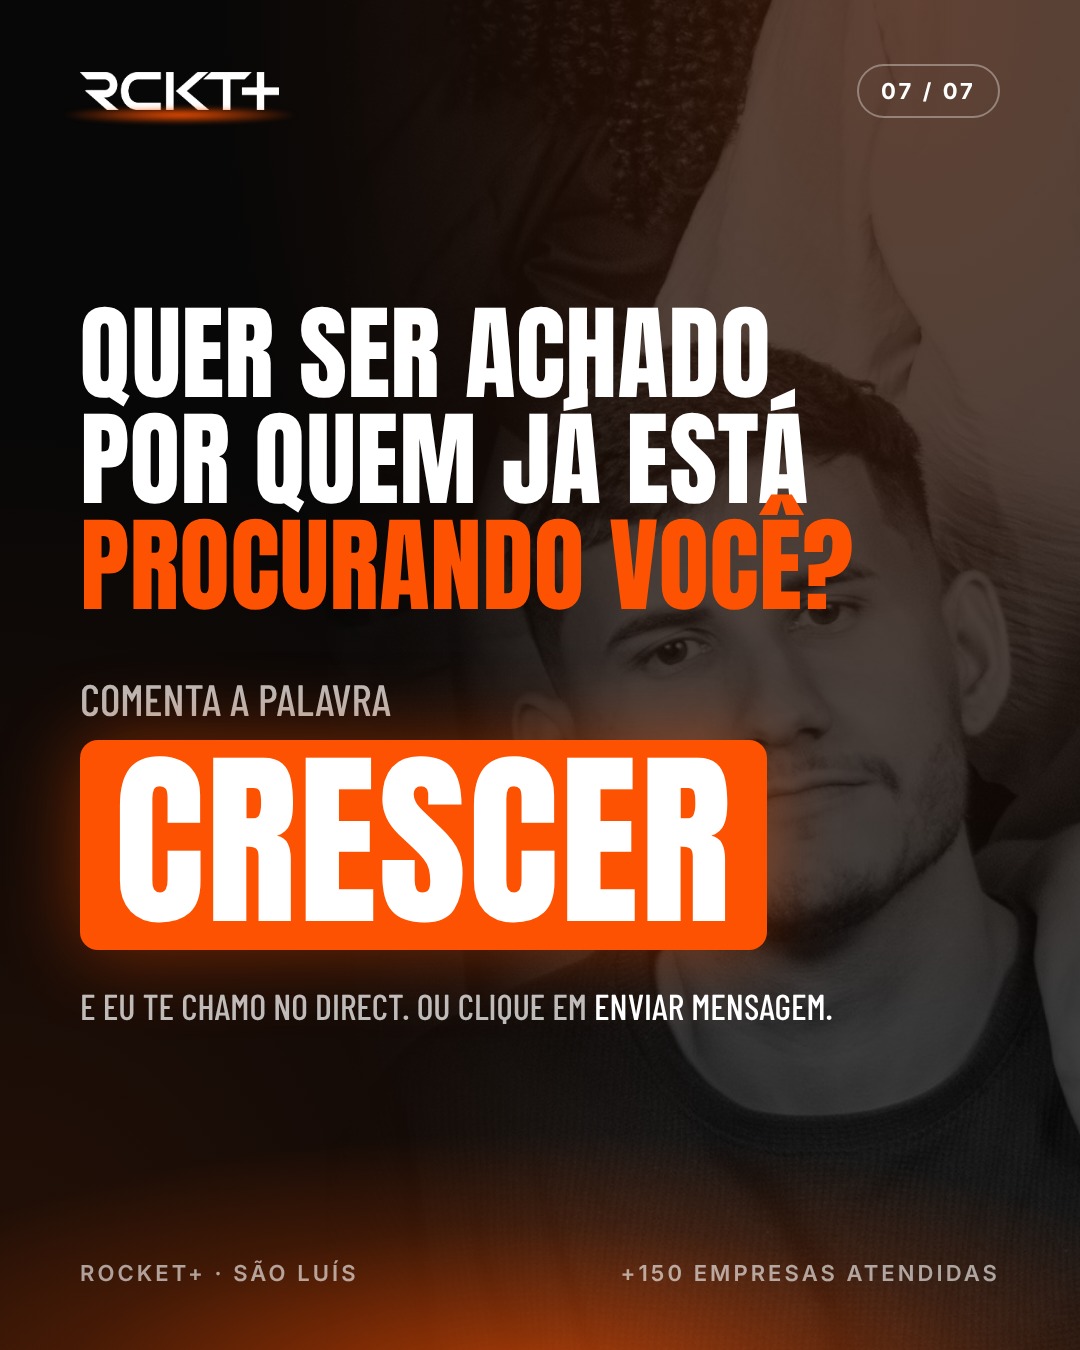 RCKT+
07 / 07
QUER SER ACHADO
POR QUEM JÁ ESTÁ
PROCURANDO VOCÊ?
COMENTA A PALAVRA
CRESCER
E EU TE CHAMO NO DIRECT. OU CLIQUE EM ENVIAR MENSAGEM.
ROCKET+ · SÃO LUÍS
+150 EMPRESAS ATENDIDAS